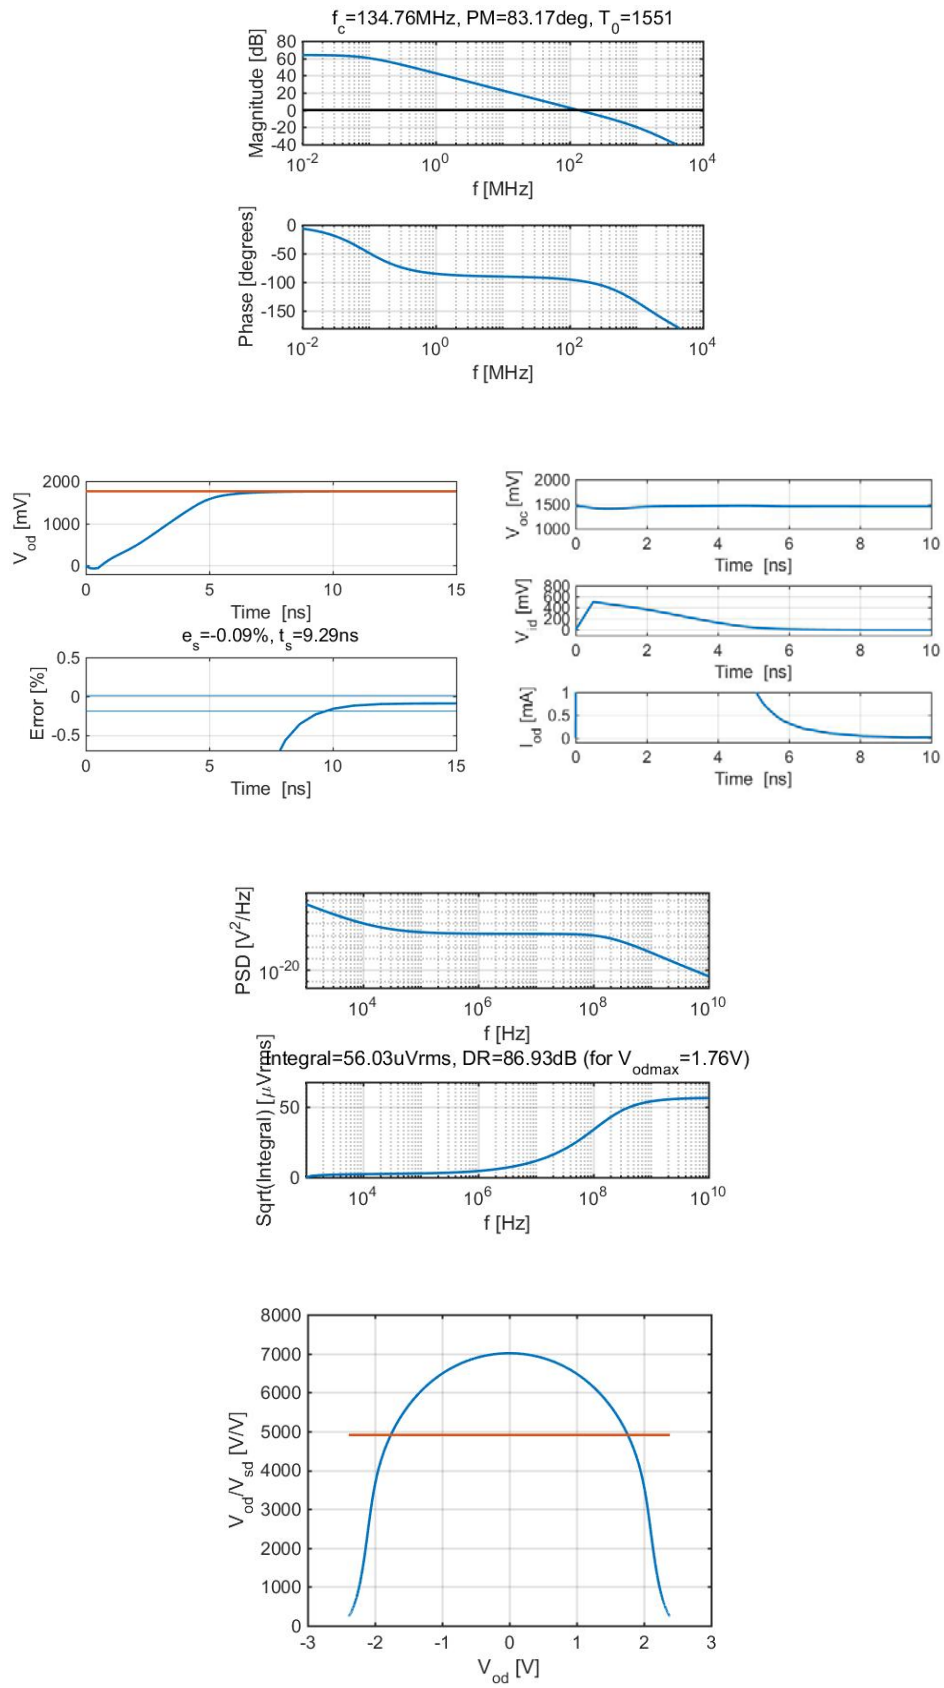 f_c=134.76MHz, PM=83.17deg, T_0=1551
Magnitude [dB]
80
60
40
20
0
-20
-40
10^-2 10^0 10^2 10^4
f [MHz]
Phase [degrees]
0
-50
-100
-150
10^-2 10^0 10^2 10^4
f [MHz]
V_od [mV]
2000
1000
0
0 5 10 15
Time [ns]
e_s=-0.09%, t_s=9.29ns
Error [%]
0.5
0
-0.5
0 5 10 15
Time [ns]
V_oc [mV]
2000
1500
1000
0 2 4 6 8 10
Time [ns]
V_id [mV]
800
600
400
200
0
0 2 4 6 8 10
Time [ns]
I_od [mA]
1
0.5
0
0 2 4 6 8 10
Time [ns]
PSD [V^2/Hz]
10^-20
10^4 10^6 10^8 10^10
f [Hz]
Integral=56.03uVrms, DR=86.93dB (for V_odmax=1.76V)
Sqrt(Integral) [μVrms]
50
0
10^4 10^6 10^8 10^10
f [Hz]
V_od/V_sd [V/V]
8000
7000
6000
5000
4000
3000
2000
1000
0
-3 -2 -1 0 1 2 3
V_od [V]